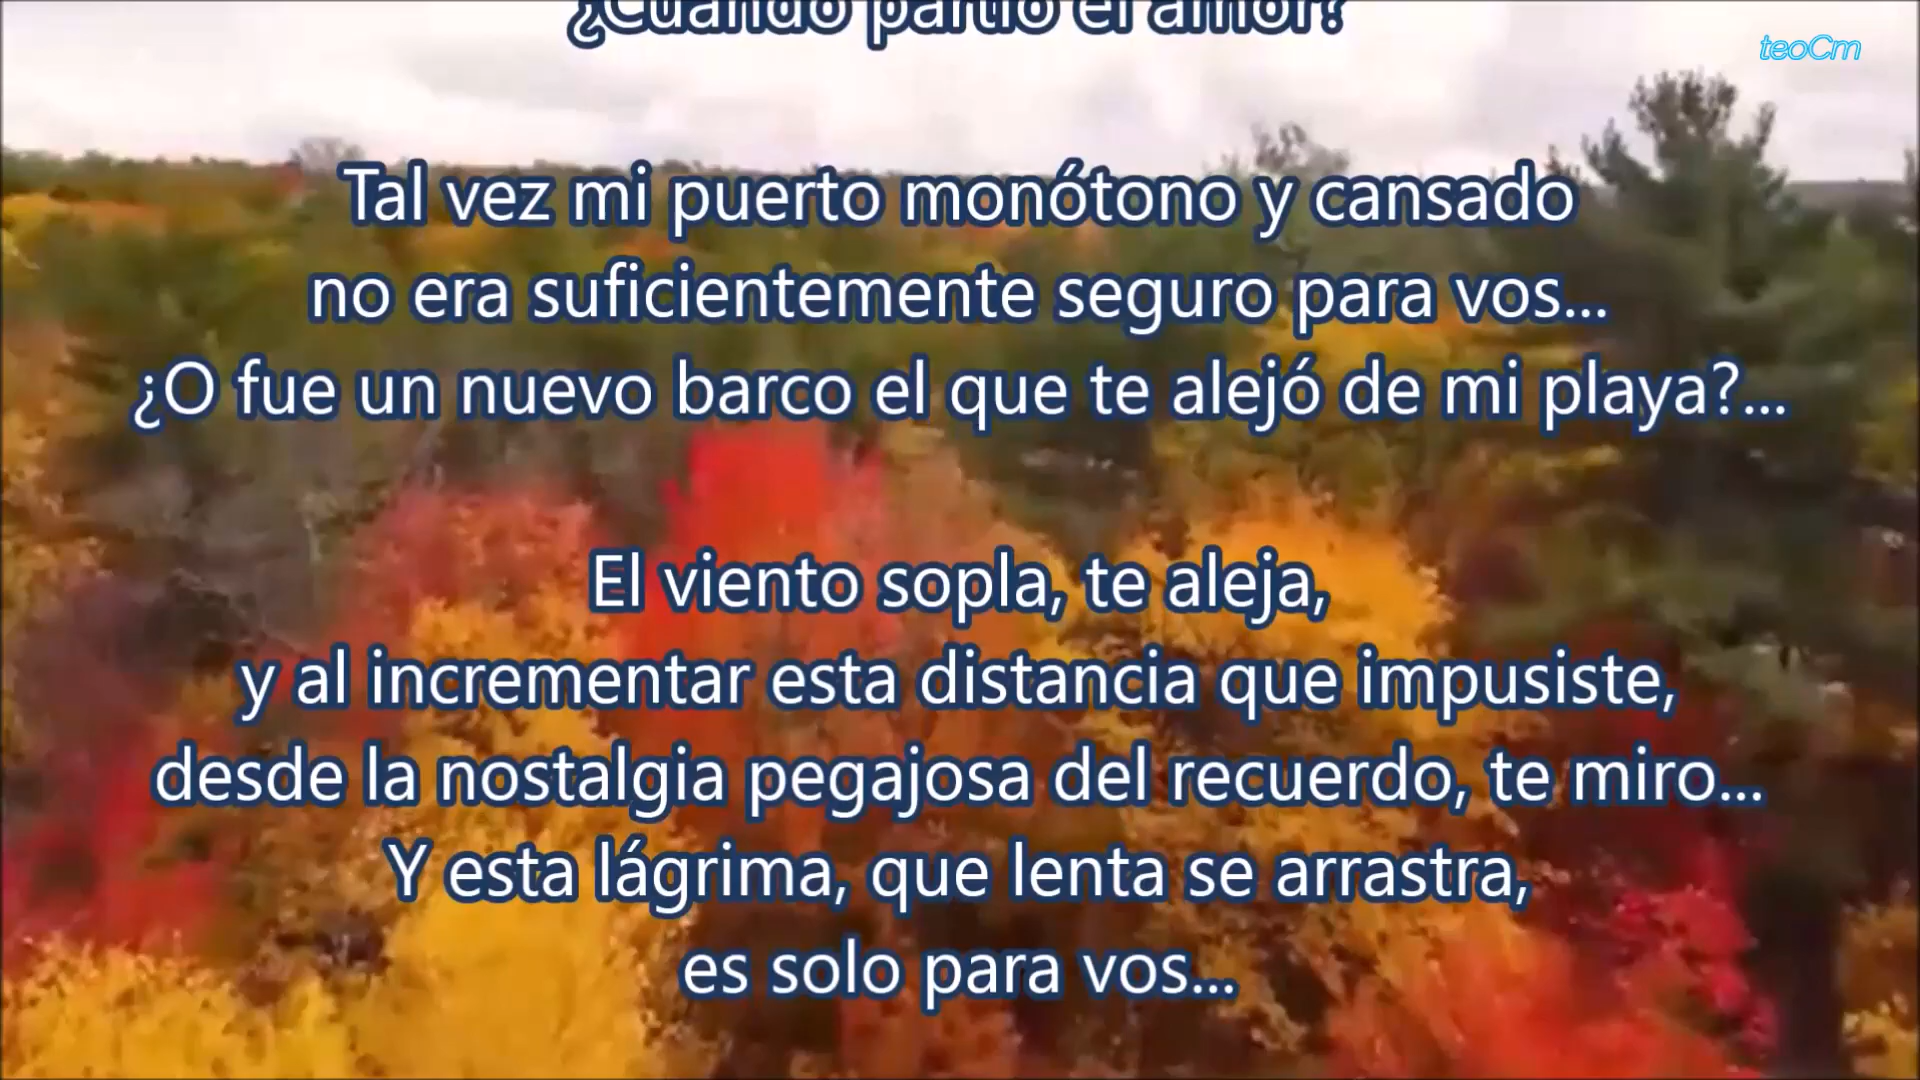 ¿Cuándo partió el amor?
teoCm
Tal vez mi puerto monótono y cansado
no era suficientemente seguro para vos...
¿O fue un nuevo barco el que te alejó de mi playa?...
El viento sopla, te aleja,
y al incrementar esta distancia que impusiste,
desde la nostalgia pegajosa del recuerdo, te miro...
Y esta lágrima, que lenta se arrastra,
es solo para vos...